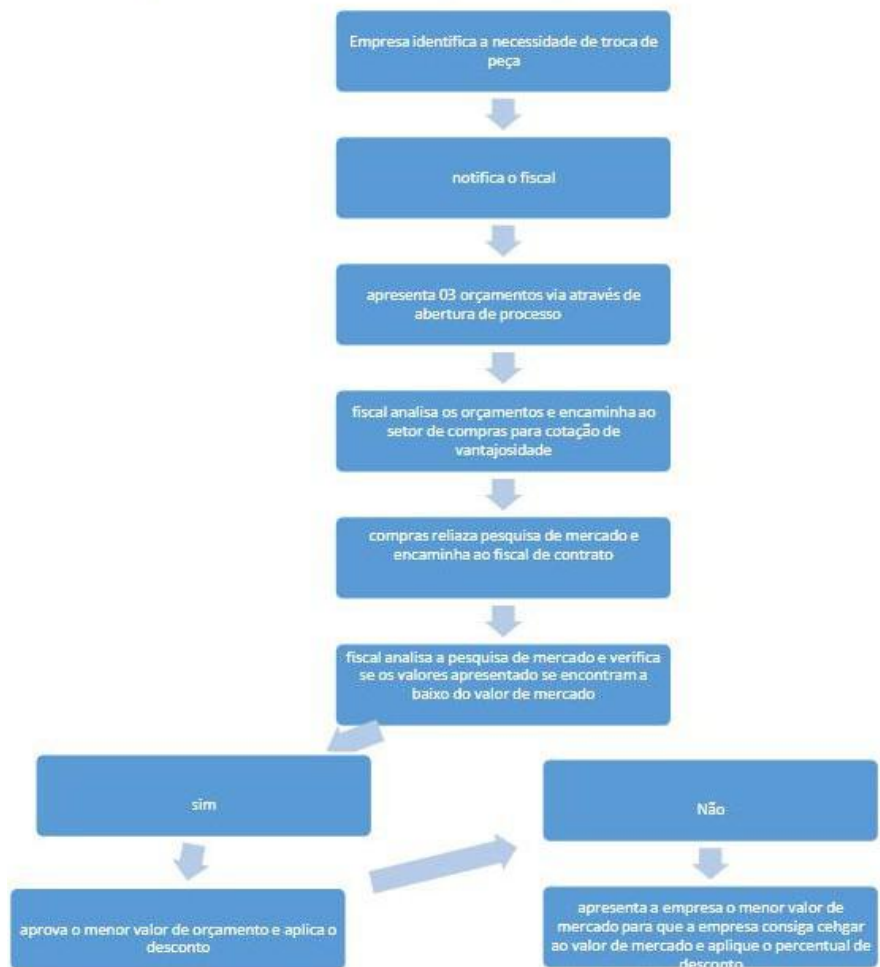 Empresa identifica a necessidade de troca de
peça
notifica o fiscal
apresenta 03 orçamentos via através de
abertura de processo
fiscal analisa os orçamentos e encaminha ao
setor de compras para cotação de
vantajosidade
compras reliaza pesquisa de mercado e
encaminha ao fiscal de contrato
fiscal analisa a pesquisa de mercado e verifica
se os valores apresentado se encontram a
baixo do valor de mercado
sim
aprova o menor valor de orçamento e aplica o
desconto
Não
apresenta a empresa o menor valor de
mercado para que a empresa consiga cehgar
ao valor de mercado e aplique o percentual de
desconto